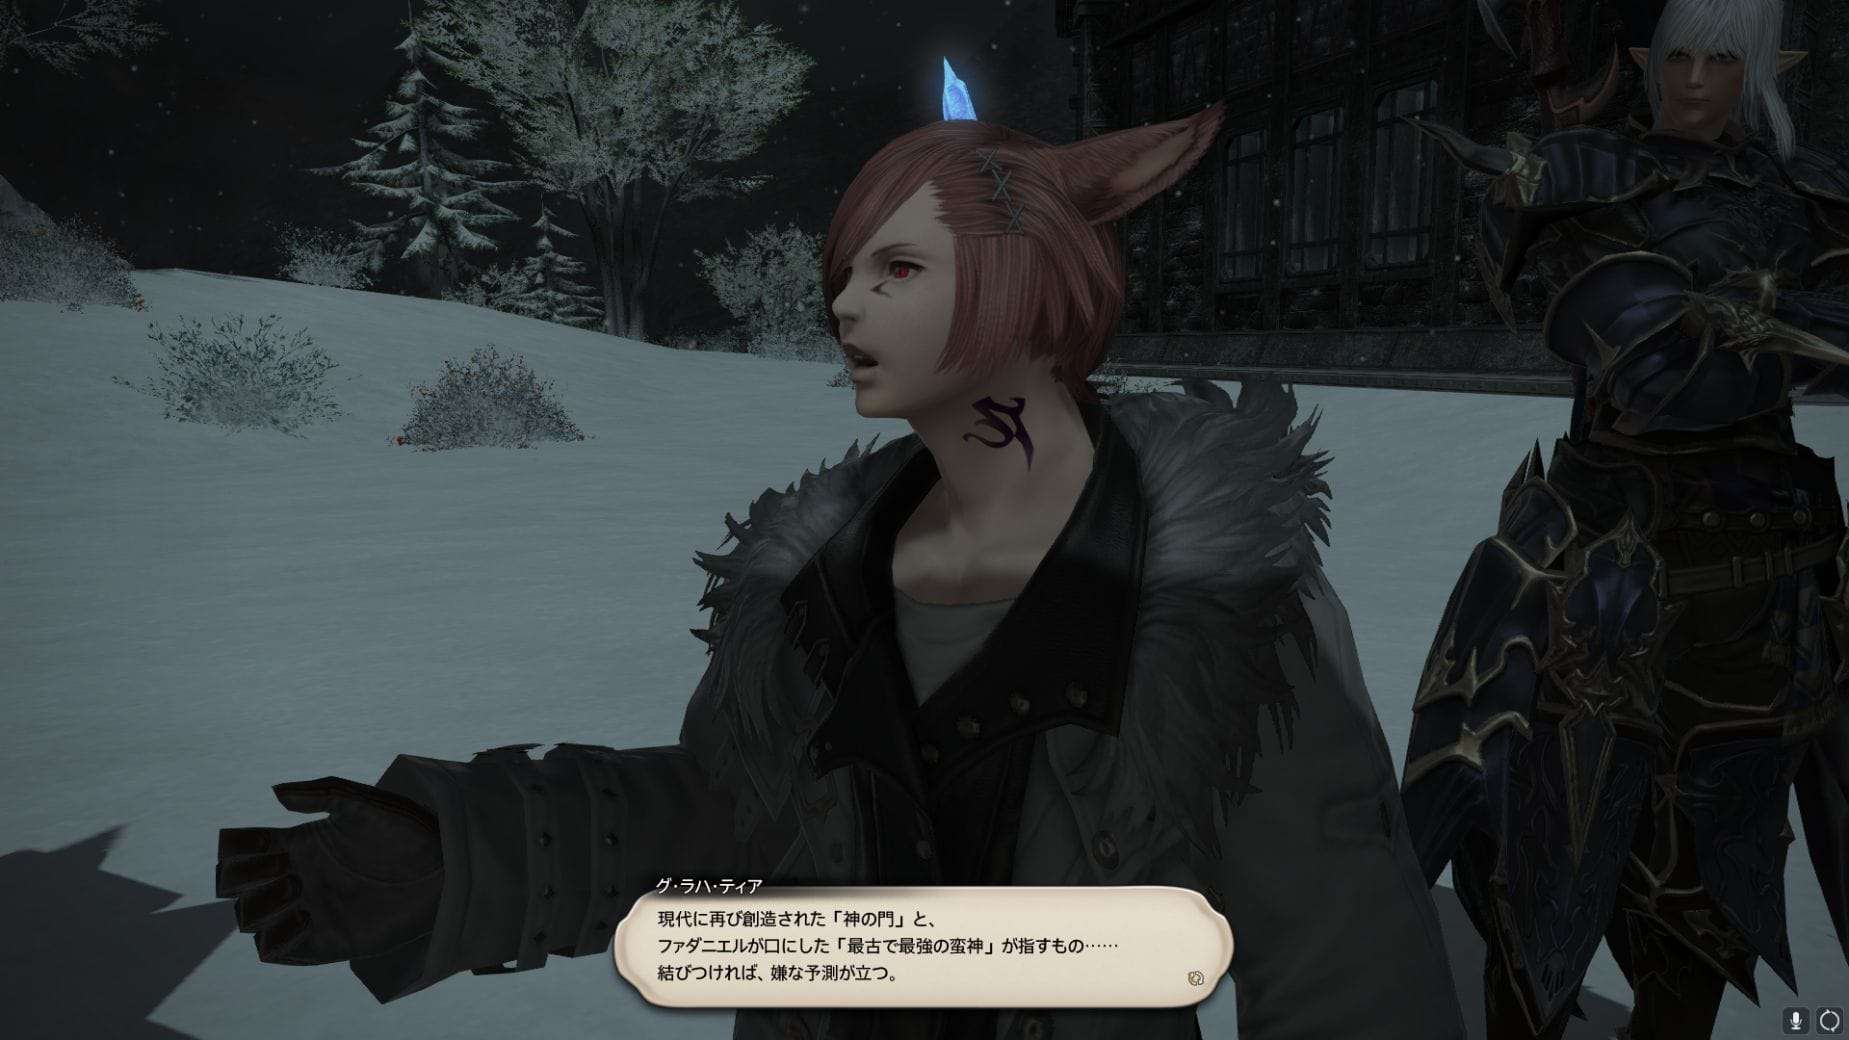 グ・ラハ・ティア
現代に再び創造された「神の門」と、
ファダニエルが口にした「最古で最強の蛮神」が指すもの……
結びつければ、嫌な予測が立つ。